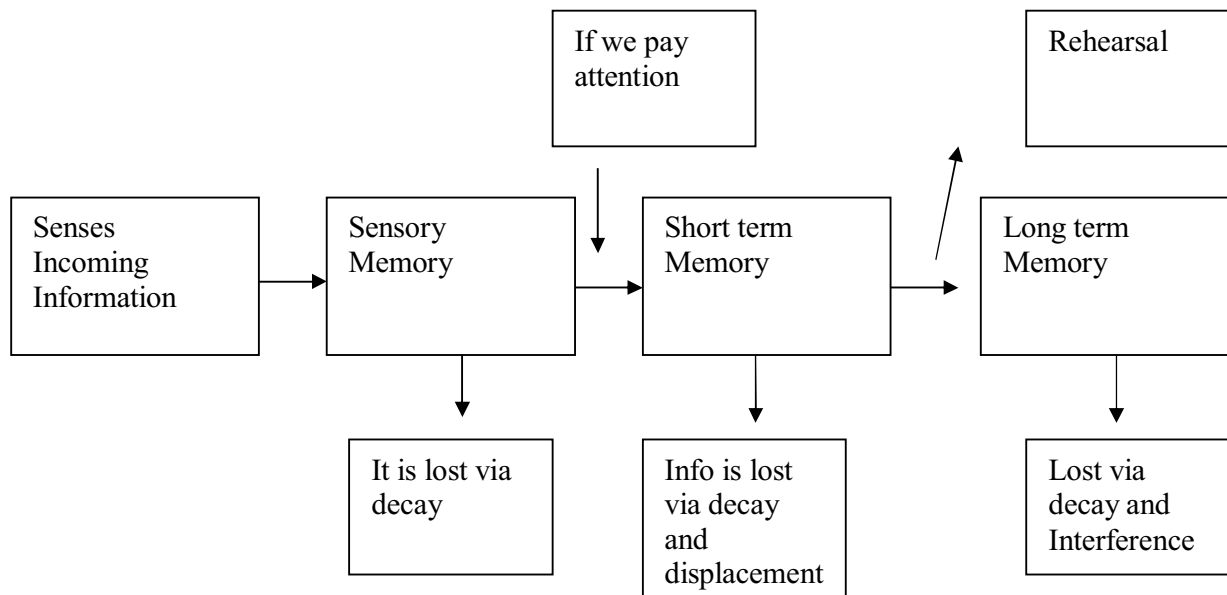 If we pay
attention
Rehearsal
Senses
Incoming
Information
Sensory
Memory
Short term
Memory
Long term
Memory
It is lost via
decay
Info is lost
via decay
and
displacement
Lost via
decay and
Interference